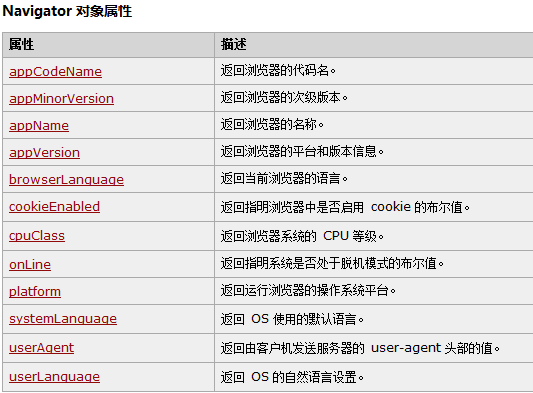 Navigator 对象属性
属性 描述
appCodeName 返回浏览器的代码名。
appMinorVersion 返回浏览器的次级版本。
appName 返回浏览器的名称。
appVersion 返回浏览器的平台和版本信息。
browserLanguage 返回当前浏览器的语言。
cookieEnabled 返回指明浏览器中是否启用 cookie 的布尔值。
cpuClass 返回浏览器系统的 CPU 等级。
onLine 返回指明系统是否处于脱机模式的布尔值。
platform 返回运行浏览器的操作系统平台。
systemLanguage 返回 OS 使用的默认语言。
userAgent 返回由客户机发送服务器的 user-agent 头部的值。
userLanguage 返回 OS 的自然语言设置。